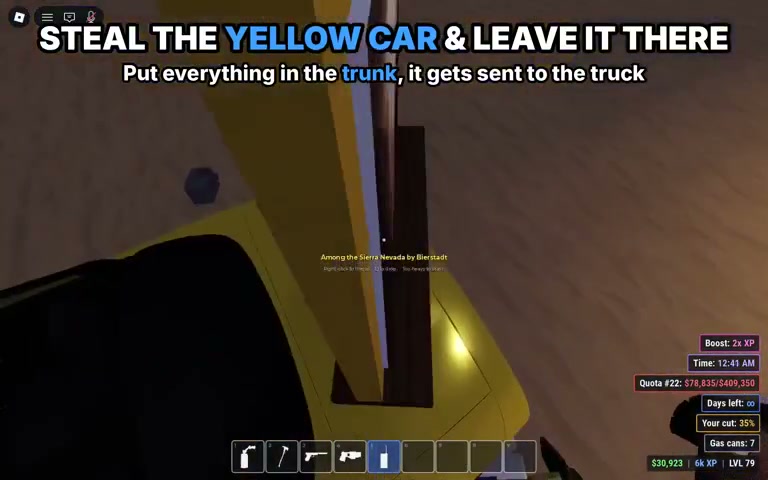 STEAL THE YELLOW CAR & LEAVE IT THERE
Put everything in the trunk, it gets sent to the truck
Among the Sierra Nevada by Bierstadt
Boost: 2x XP
Time: 12:41 AM
Quota #22: $78,835/$409,350
Days left: ∞
Your cut: 35%
Gas cans: 7
$30,923 | 6k XP | LVL 79